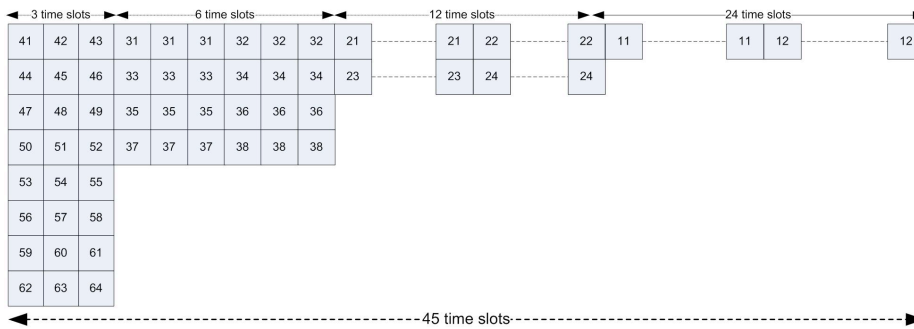 3 time slots 6 time slots 12 time slots 24 time slots
41 42 43 31 31 31 32 32 32 21 21 22 22 11 11 12 12
44 45 46 33 33 33 34 34 34 23 23 24 24
47 48 49 35 35 35 36 36 36
50 51 52 37 37 37 38 38 38
53 54 55
56 57 58
59 60 61
62 63 64
45 time slots